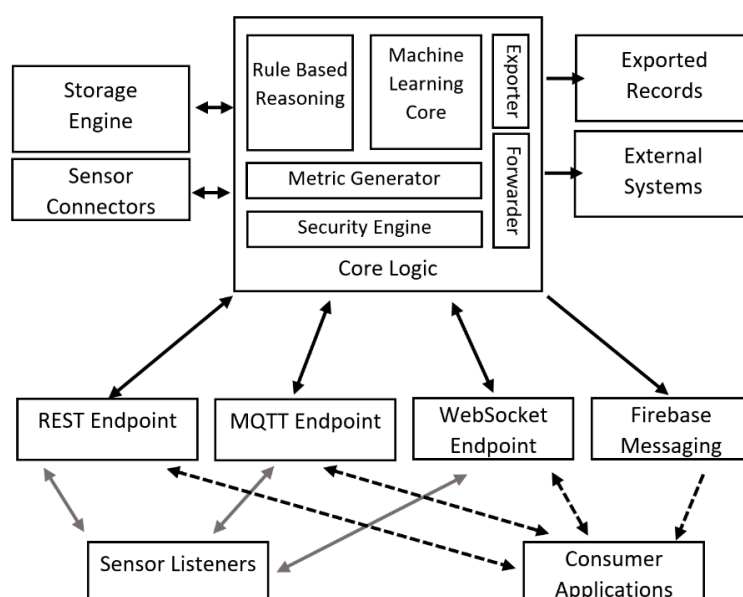 Storage
Engine
Sensor
Connectors
Rule Based
Reasoning
Machine
Learning
Core
Exporter
Forwarder
Metric Generator
Security Engine
Core Logic
Exported
Records
External
Systems
REST Endpoint
MQTT Endpoint
WebSocket
Endpoint
Firebase
Messaging
Sensor Listeners
Consumer
Applications